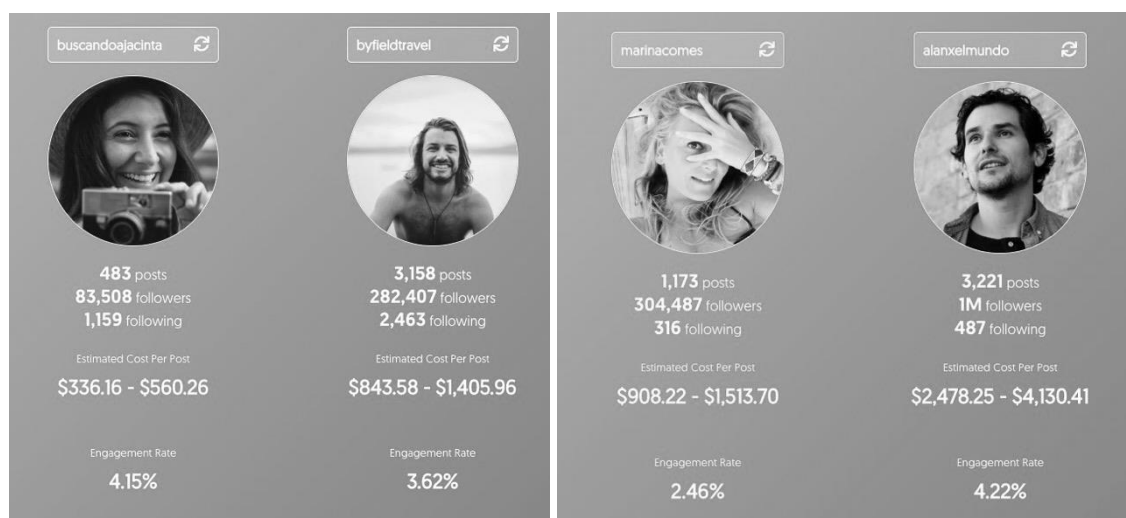 buscandoajacinta
483 posts
83,508 followers
1,159 following
Estimated Cost Per Post
$336.16 - $560.26
Engagement Rate
4.15%
byfieldtravel
3,158 posts
282,407 followers
2,463 following
Estimated Cost Per Post
$843.58 - $1,405.96
Engagement Rate
3.62%
marinacomes
1,173 posts
304,487 followers
316 following
Estimated Cost Per Post
$908.22 - $1,513.70
Engagement Rate
2.46%
alanxelmundo
3,221 posts
1M followers
487 following
Estimated Cost Per Post
$2,478.25 - $4,130.41
Engagement Rate
4.22%